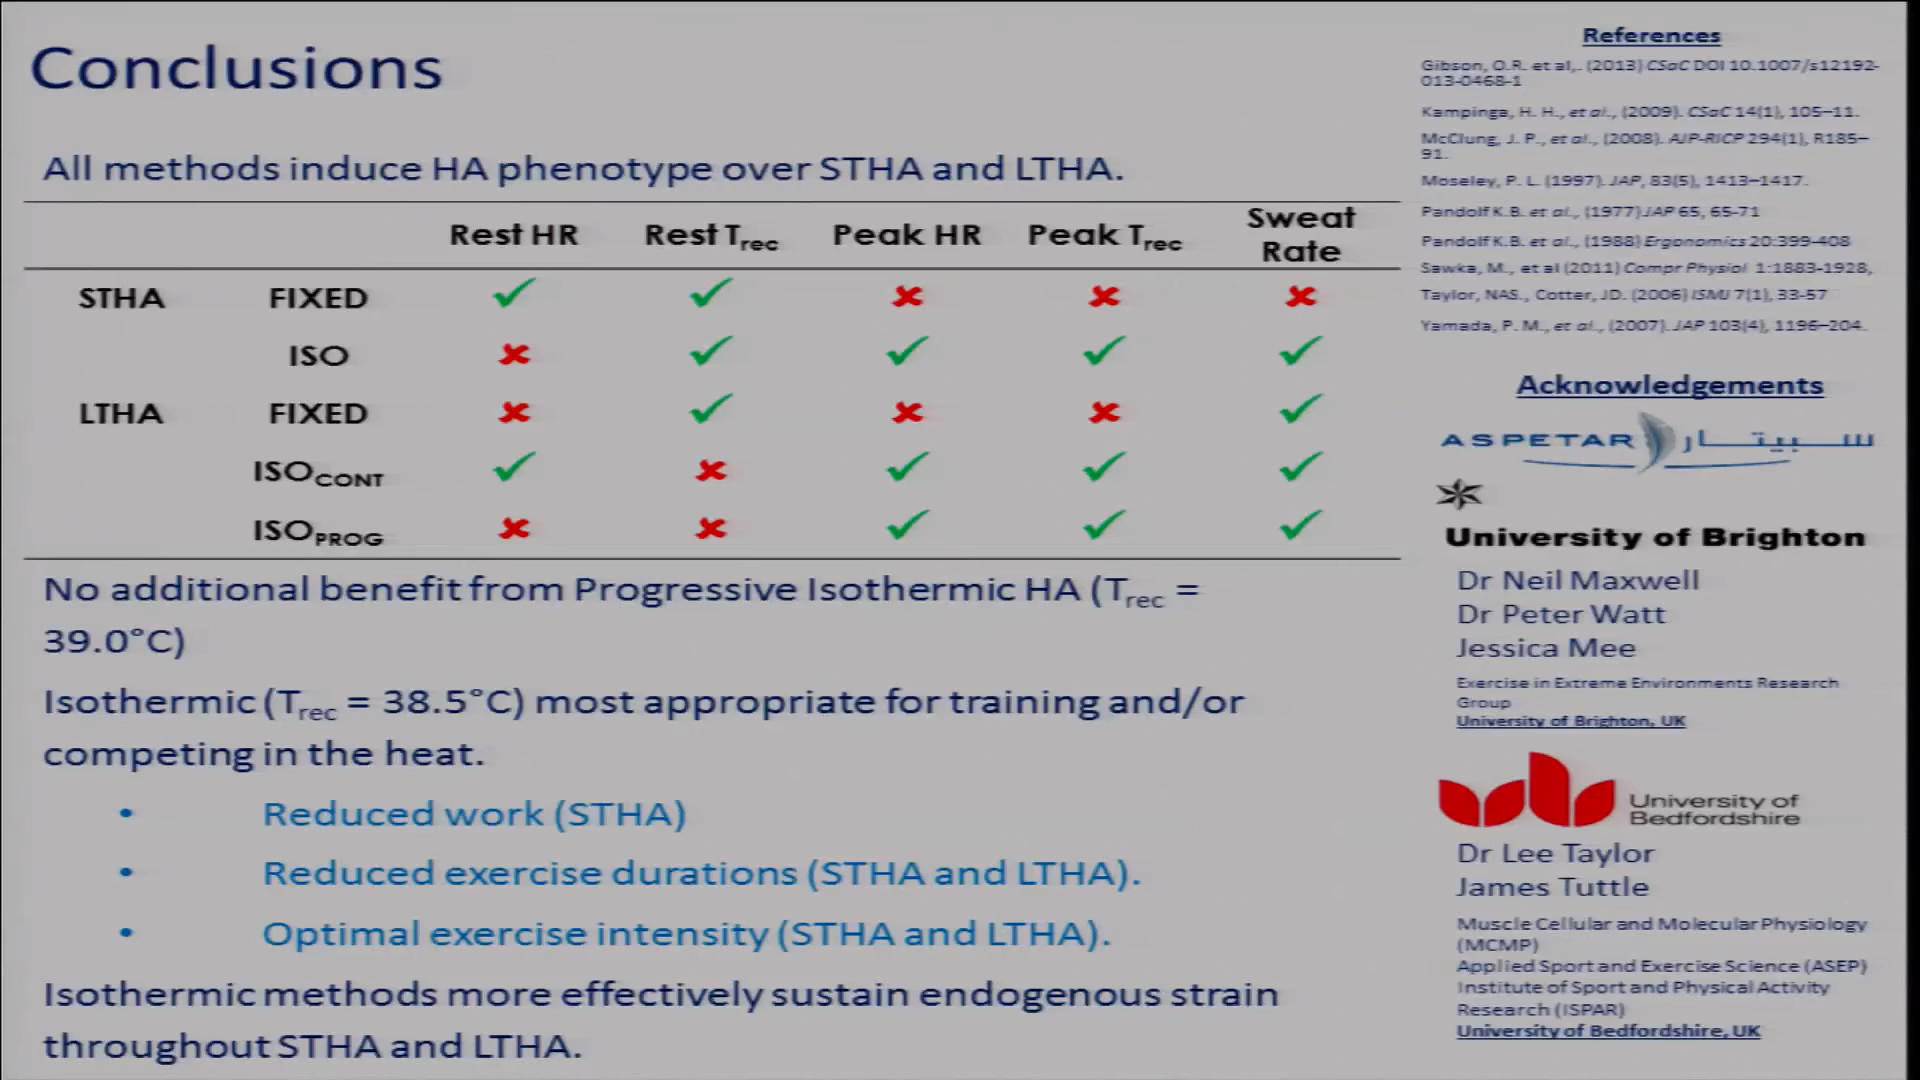 Conclusions
All methods induce HA phenotype over STHA and LTHA.
Rest HR Rest Trec Peak HR Peak Trec Sweat Rate
STHA FIXED ✓ ✓ ✗ ✗ ✗
ISO ✗ ✓ ✓ ✓ ✓
LTHA FIXED ✗ ✓ ✗ ✗ ✓
ISOCONT ✓ ✗ ✓ ✓ ✓
ISOPROG ✗ ✗ ✓ ✓ ✓
No additional benefit from Progressive Isothermic HA (Trec =
39.0°C)
Isothermic (Trec = 38.5°C) most appropriate for training and/or
competing in the heat.
• Reduced work (STHA)
• Reduced exercise durations (STHA and LTHA).
• Optimal exercise intensity (STHA and LTHA).
Isothermic methods more effectively sustain endogenous strain
throughout STHA and LTHA.
References
Gibson, O.R. et al,. (2013) CSaC DOI 10.1007/s12192-
013-0468-1
Kampinga, H. H., et al., (2009). CSaC 14(1), 105–11.
McClung, J. P., et al., (2008). AJP-RICP 294(1), R185–
91.
Moseley, P. L. (1997). JAP, 83(5), 1413–1417.
Pandolf K.B. et al., (1977) JAP 65, 65-71
Pandolf K.B. et al., (1988) Ergonomics 20:399-408
Sawka, M., et al (2011) Compr Physiol 1:1883-1928,
Taylor, NAS., Cotter, JD. (2006) ISMJ 7(1), 33-57
Yamada, P. M., et al., (2007). JAP 103(4), 1196–204.
Acknowledgements
ASPETAR سبيتار
University of Brighton
Dr Neil Maxwell
Dr Peter Watt
Jessica Mee
Exercise in Extreme Environments Research
Group
University of Brighton, UK
University of
Bedfordshire
Dr Lee Taylor
James Tuttle
Muscle Cellular and Molecular Physiology
(MCMP)
Applied Sport and Exercise Science (ASEP)
Institute of Sport and Physical Activity
Research (ISPAR)
University of Bedfordshire, UK